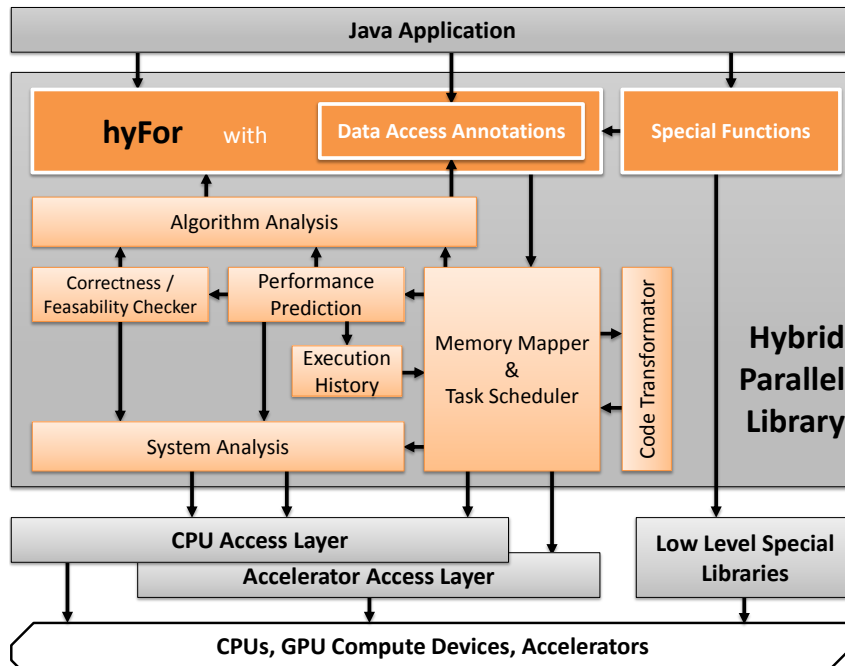 Java Application
hyFor with
Data Access Annotations
Special Functions
Algorithm Analysis
Correctness /
Feasability Checker
Performance
Prediction
Execution
History
Memory Mapper
&
Task Scheduler
Code Transformator
Hybrid
Parallel
Library
System Analysis
CPU Access Layer
Accelerator Access Layer
Low Level Special
Libraries
CPUs, GPU Compute Devices, Accelerators